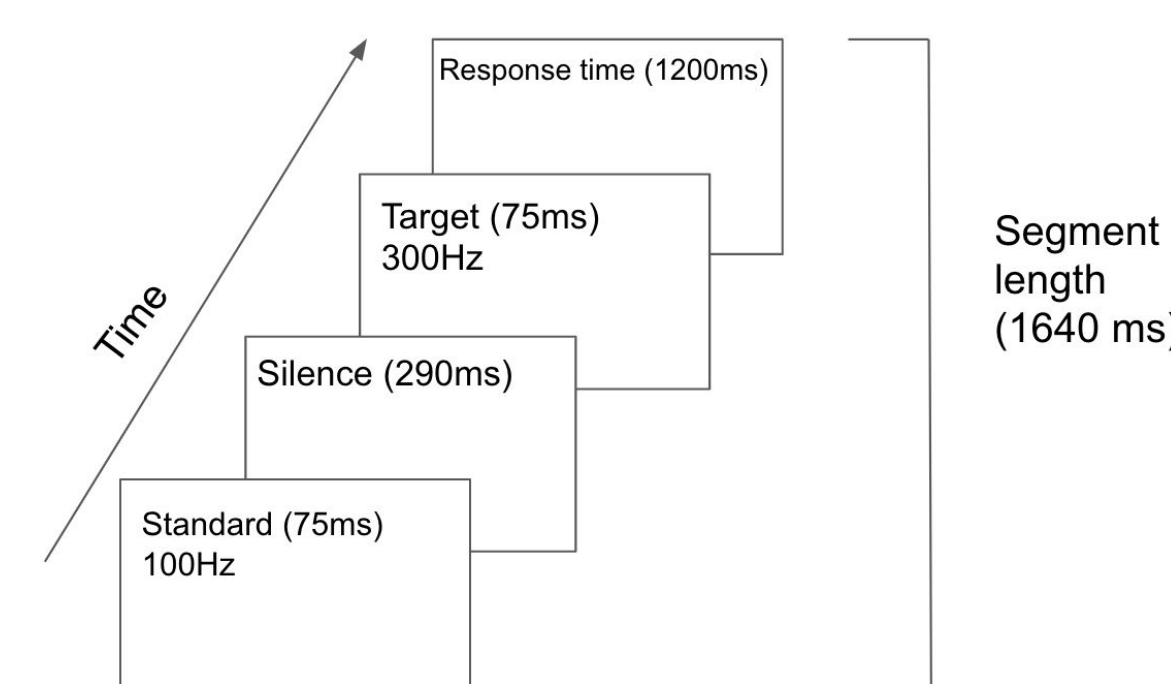 Response time (1200ms)
Target (75ms)
300Hz
Segment
length
(1640 ms)
Time
Silence (290ms)
Standard (75ms)
100Hz